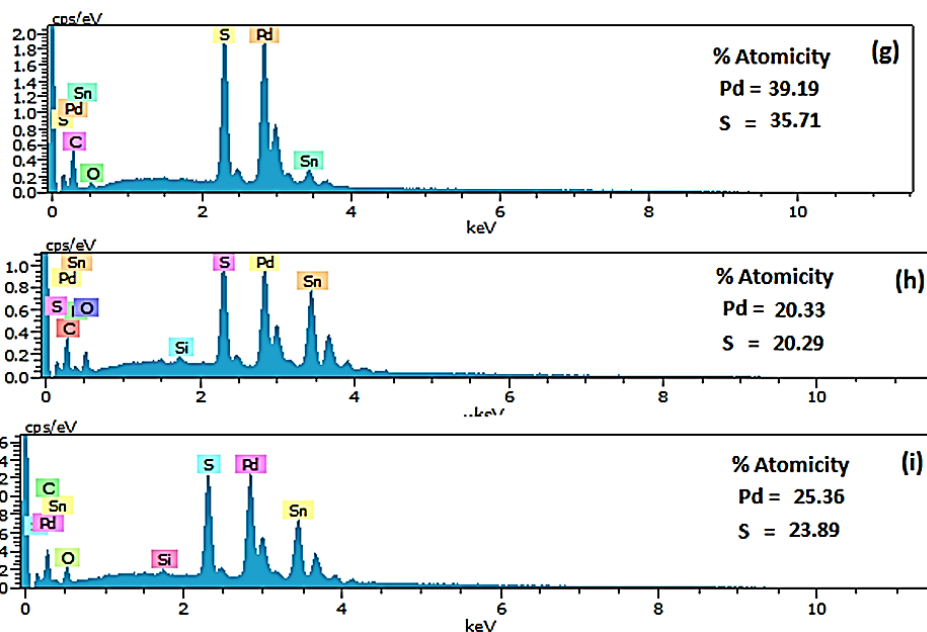 cps/eV
2.0
1.8
1.6
1.4
1.2
1.0
0.8
0.6
0.4
0.2
0.0
Sn
Pd
S
C
O
S
Pd
Sn
% Atomicity
Pd = 39.19
S = 35.71
(g)
0 2 4 6 8 10
keV
cps/eV
1.0
0.8
0.6
0.4
0.2
0.0
Sn
Pd
S
O
C
Si
S
Pd
Sn
% Atomicity
Pd = 20.33
S = 20.29
(h)
0 2 4 6 8 10
keV
cps/eV
C
Sn
Pd
O
Si
S
Pd
Sn
% Atomicity
Pd = 25.36
S = 23.89
(i)
0 2 4 6 8 10
keV